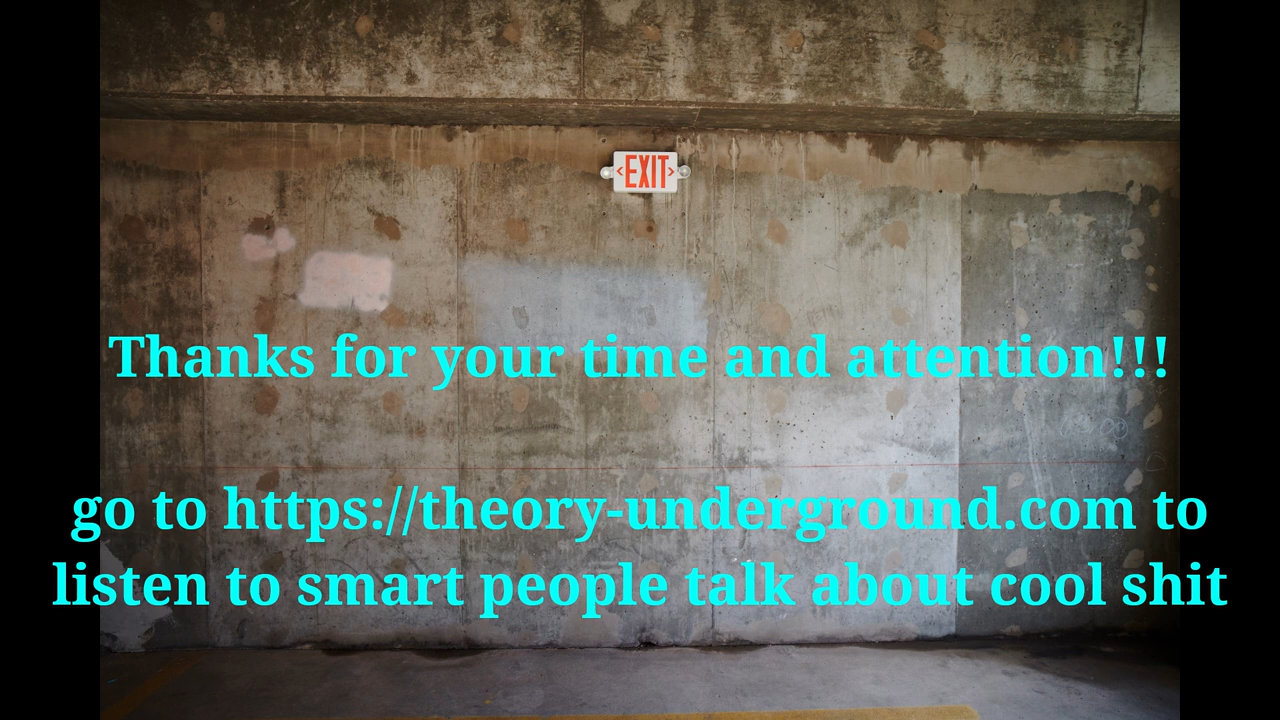 <EXIT>
Thanks for your time and attention!!!
go to https://theory-underground.com to
listen to smart people talk about cool shit